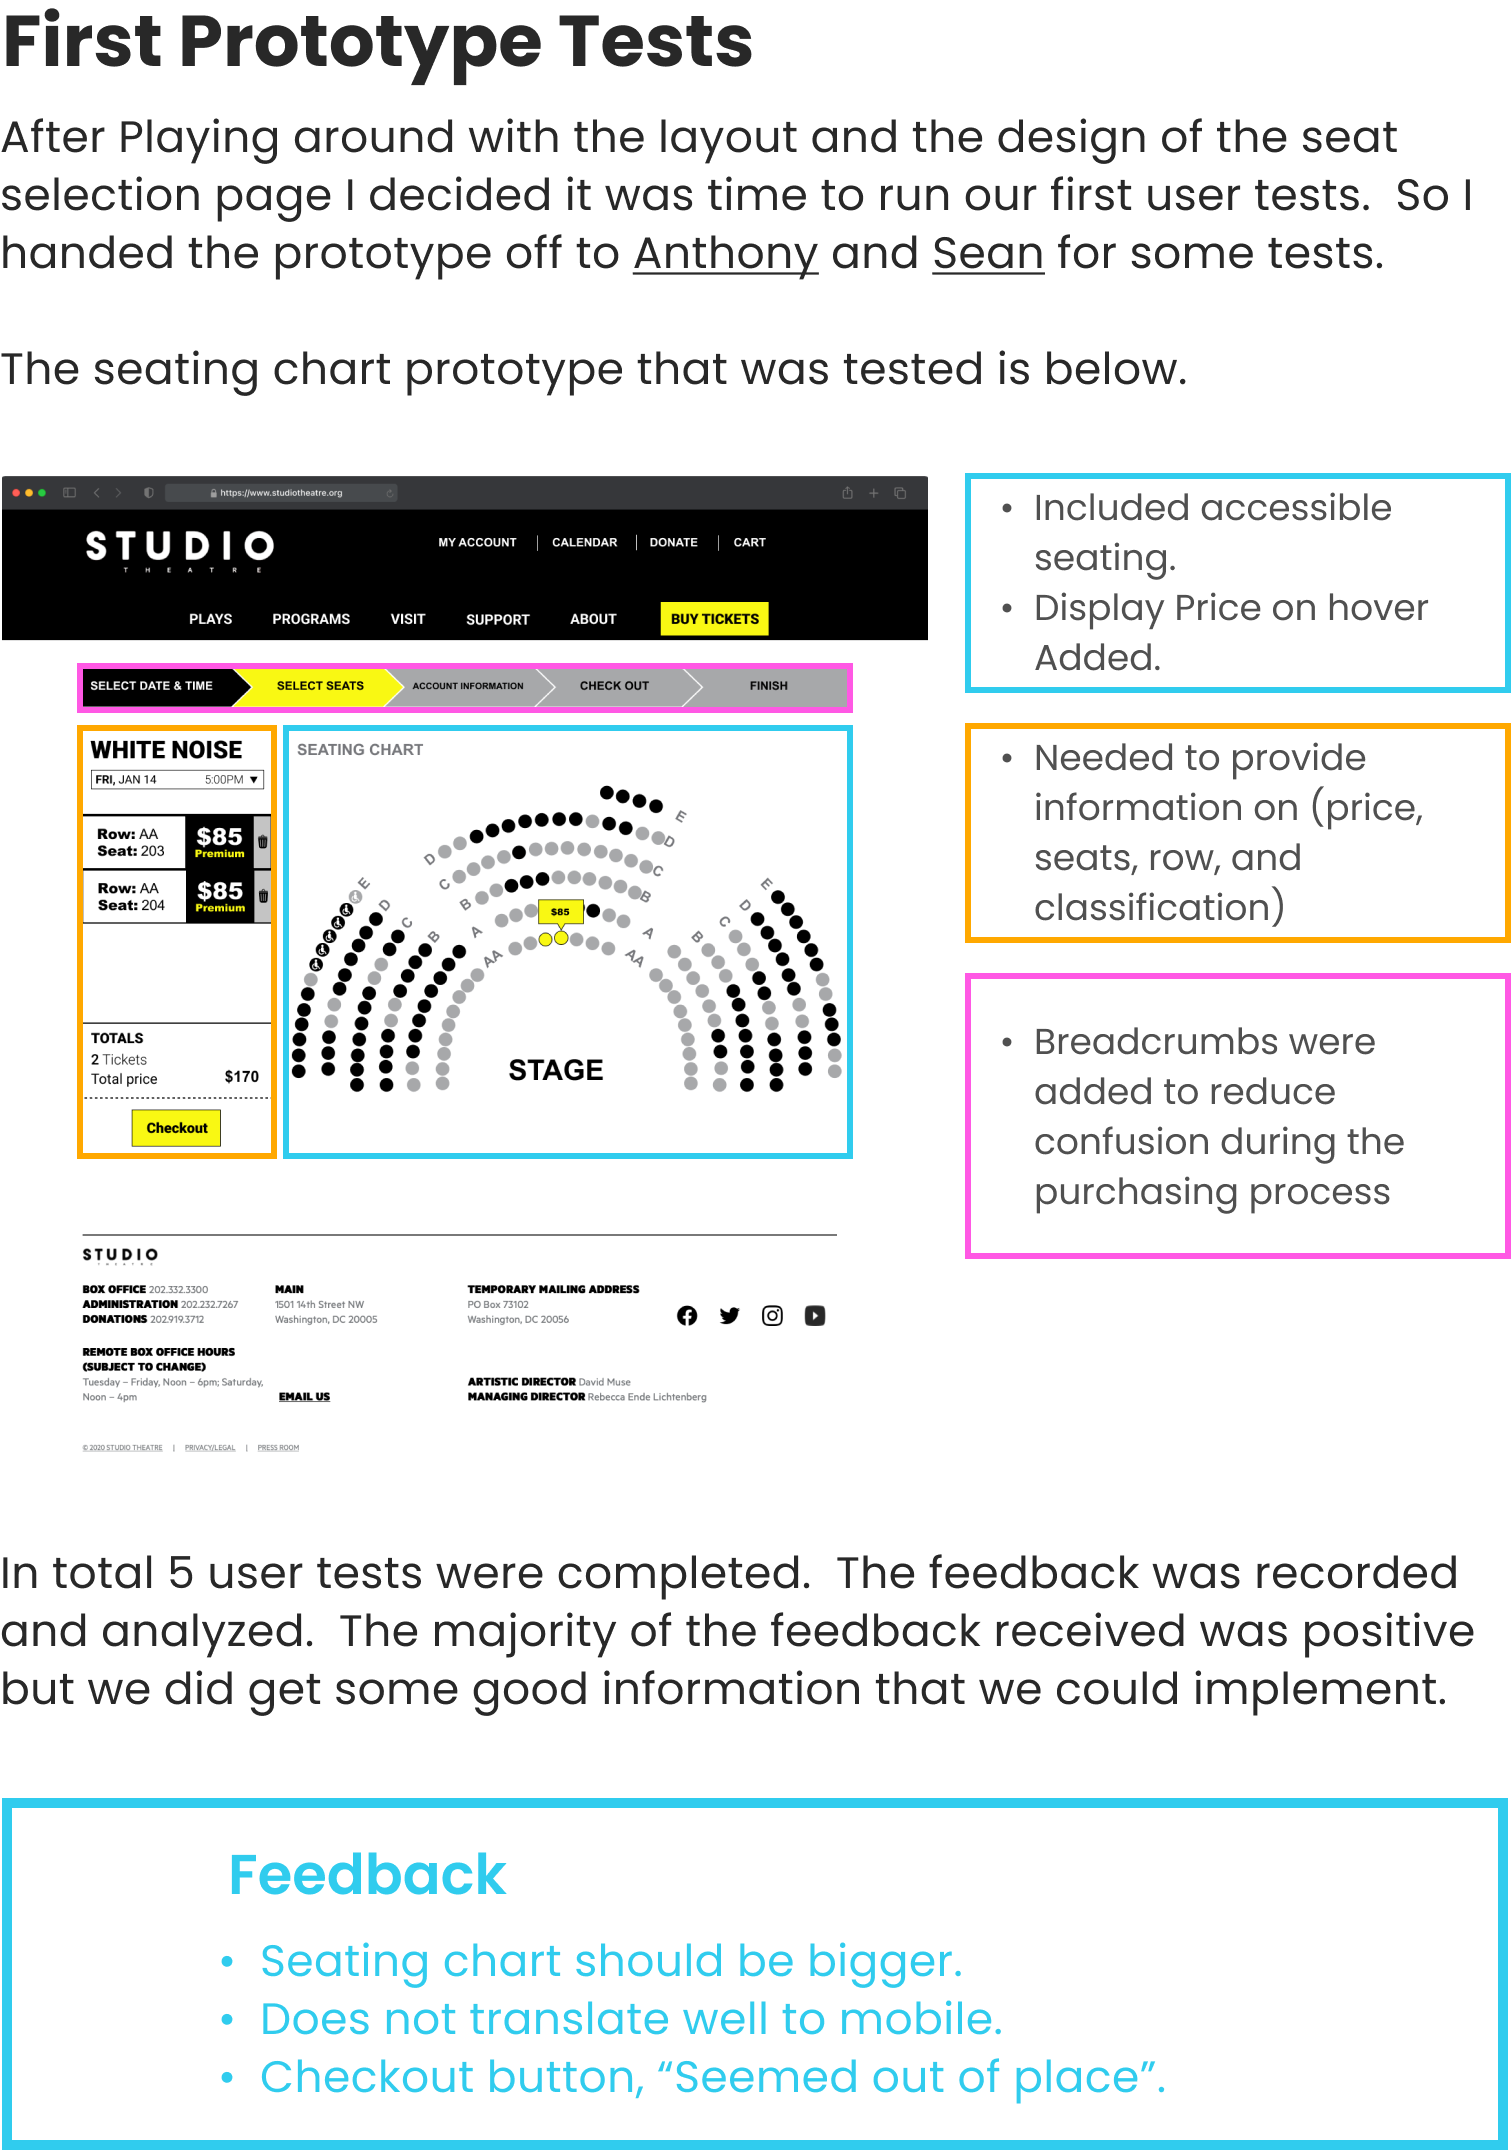 First Prototype Tests
After Playing around with the layout and the design of the seat
selection page I decided it was time to run our first user tests.  So I
handed the prototype off to Anthony and Sean for some tests.
The seating chart prototype that was tested is below.
https://www.studiotheatre.org
STUDIO
THEATRE
MY ACCOUNT | CALENDAR | DONATE | CART
PLAYS PROGRAMS VISIT SUPPORT ABOUT BUY TICKETS
SELECT DATE & TIME SELECT SEATS ACCOUNT INFORMATION CHECK OUT FINISH
WHITE NOISE
FRI, JAN 14 5:00PM ▼
Row: AA
Seat: 203
$85
Premium
Row: AA
Seat: 204
$85
Premium
TOTALS
2 Tickets
Total price $170
Checkout
SEATING CHART
E
D
D
C
C
B
B
A
A
AA
AA
E
D
C
B
E
D
C
B
$85
STAGE
• Included accessible
seating.
• Display Price on hover
Added.
• Needed to provide
information on (price,
seats, row, and
classification)
• Breadcrumbs were
added to reduce
confusion during the
purchasing process
STUDIO
THEATRE
BOX OFFICE 202.332.3300
ADMINISTRATION 202.232.7267
DONATIONS 202.919.3712
MAIN
1501 14th Street NW
Washington, DC 20005
TEMPORARY MAILING ADDRESS
PO Box 73102
Washington, DC 20056
REMOTE BOX OFFICE HOURS
(SUBJECT TO CHANGE)
Tuesday – Friday, Noon – 6pm; Saturday,
Noon – 4pm
EMAIL US
ARTISTIC DIRECTOR David Muse
MANAGING DIRECTOR Rebecca Ende Lichtenberg
© 2020 STUDIO THEATRE | PRIVACY/LEGAL | PRESS ROOM
In total 5 user tests were completed.  The feedback was recorded
and analyzed.  The majority of the feedback received was positive
but we did get some good information that we could implement.
Feedback
• Seating chart should be bigger.
• Does not translate well to mobile.
• Checkout button, “Seemed out of place”.